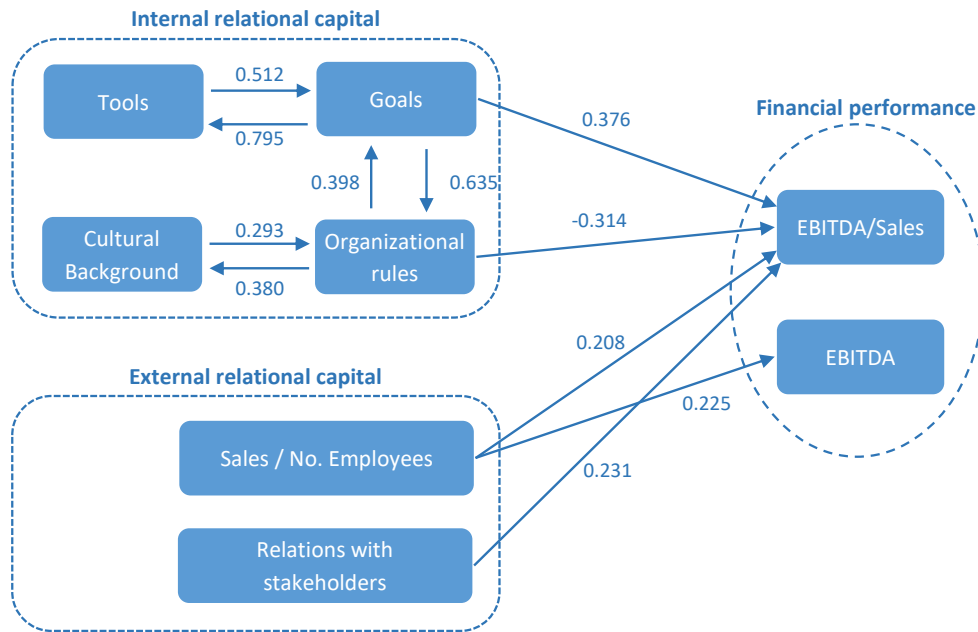 Internal relational capital
Tools
0.512
0.795
Goals
0.398
0.635
Cultural
Background
0.293
0.380
Organizational
rules
0.376
-0.314
Financial performance
EBITDA/Sales
EBITDA
External relational capital
Sales / No. Employees
Relations with
stakeholders
0.208
0.225
0.231